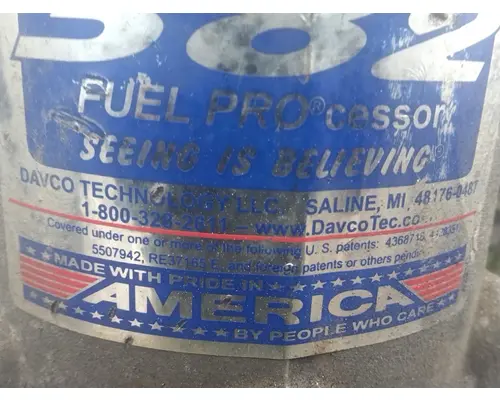 382
FUEL PRO®cessor
SEEING IS BELIEVING®
DAVCO TECHNOLOGY LLC SALINE, MI 48176-0487
1-800-328-2611 – www.DavcoTec.co
Covered under one or more of the following U.S. patents: 4368716,
5507942, RE37165 E, and foreign patents or others pendin
MADE WITH PRIDE IN
AMERICA
BY PEOPLE WHO CARE